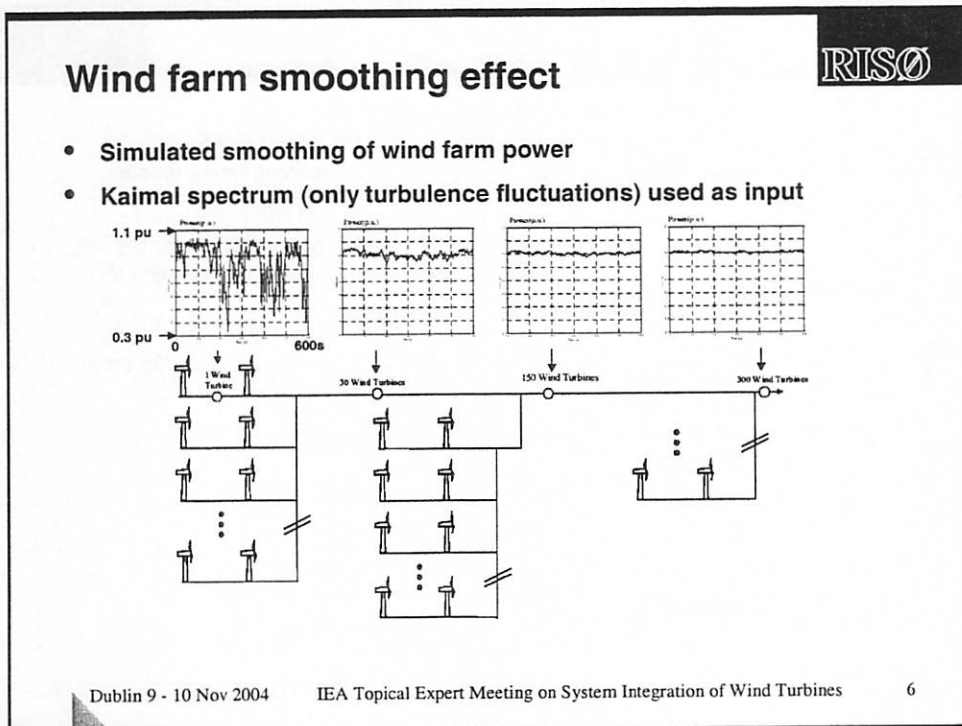 RISØ
Wind farm smoothing effect
• Simulated smoothing of wind farm power
• Kaimal spectrum (only turbulence fluctuations) used as input
1.1 pu
0.3 pu
0
600s
1 Wind
Turbine
30 Wind Turbines
150 Wind Turbines
300 Wind Turbines
Dublin 9 - 10 Nov 2004 IEA Topical Expert Meeting on System Integration of Wind Turbines 6